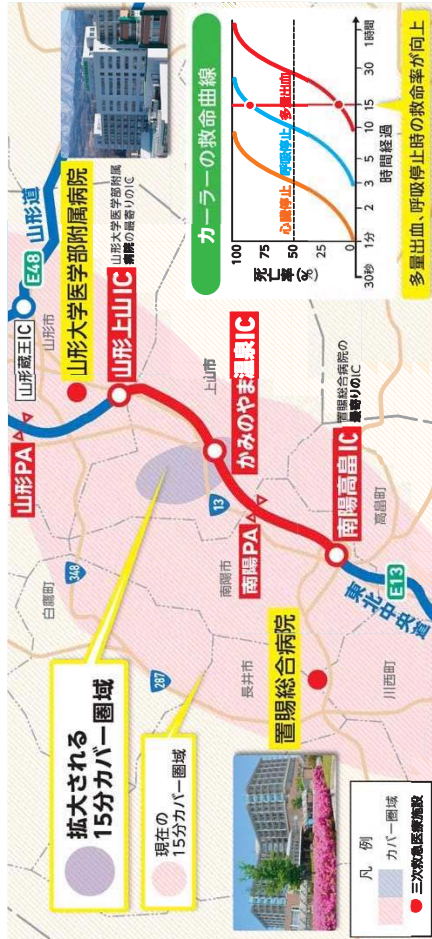 拡大される
15分カバー圏域
現在の
15分カバー圏域
凡 例
カバー圏域
三次救急医療施設
置賜総合病院
長井市
川西町
白鷹町
348
287
南陽市
13
南陽PA
山形PA
山形蔵王IC
山形市
E48
山形道
山形大学医学部附属病院
山形上山IC
山形大学医学部附属
病院の最寄りのIC
上山市
かみのやま温泉IC
南陽高畠IC
置賜総合病院の
最寄りのIC
高畠町
E13
東北中央道
カーラーの救命曲線
死亡率(%)
100
75
50
25
0
心臓停止
呼吸停止
多量出血
30秒
1分
2
3
5
10
15
30
1時間
時間経過
多量出血、呼吸停止時の救命率が向上